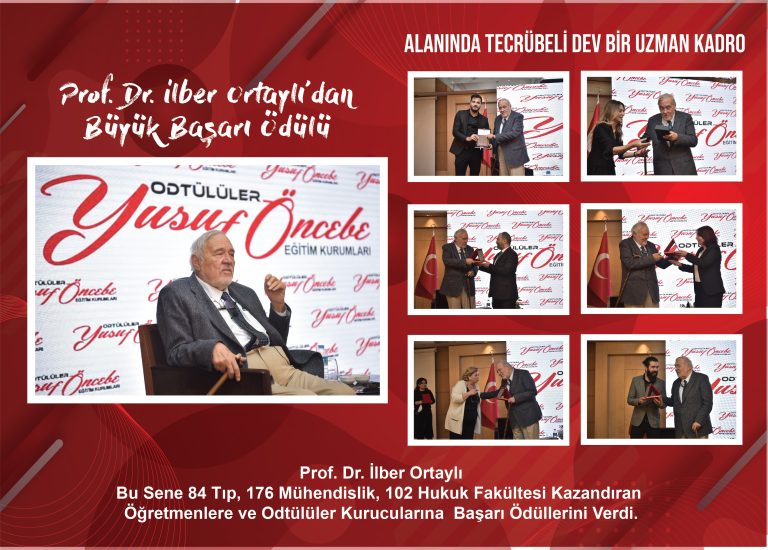 ALANINDA TECRÜBELİ DEV BİR UZMAN KADRO
Prof. Dr. ilber Ortaylı'dan
Büyük Başarı Ödülü
ODTÜLÜLER
Yusuf Öncebe
EĞİTİM KURUMLARI
Prof. Dr. İlber Ortaylı
Bu Sene 84 Tıp, 176 Mühendislik, 102 Hukuk Fakültesi Kazandıran
Öğretmenlere ve Odtülüler Kurucularına Başarı Ödüllerini Verdi.